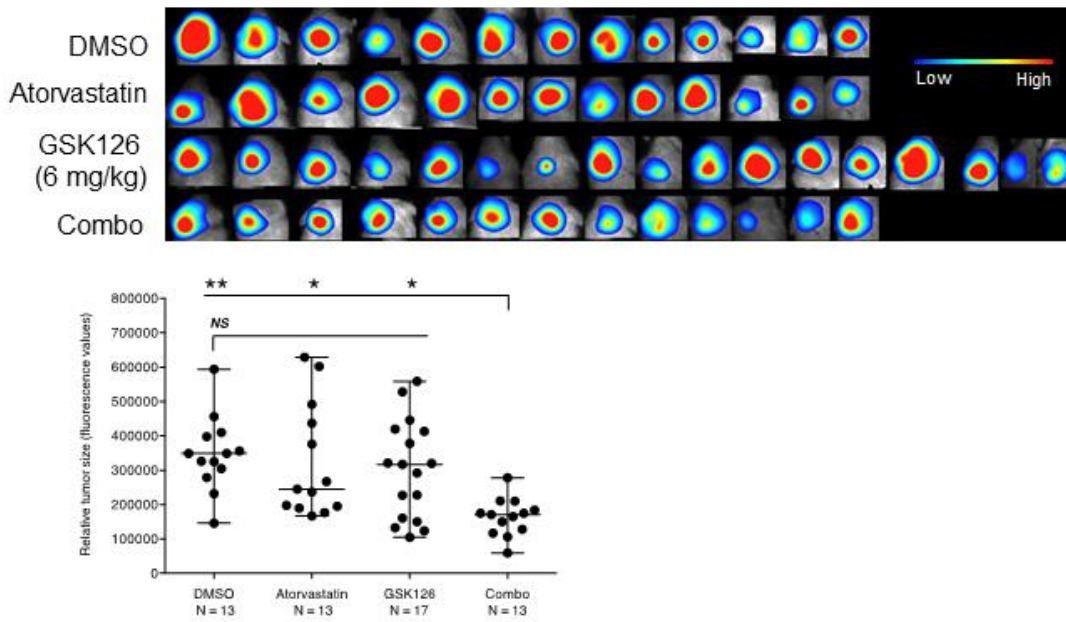 DMSO
Atorvastatin
GSK126
(6 mg/kg)
Combo
Low High
** * *
NS
Relative tumor size (fluorescence values)
800000
700000
600000
500000
400000
300000
200000
100000
0
DMSO Atorvastatin GSK126 Combo
N = 13 N = 13 N = 17 N = 13